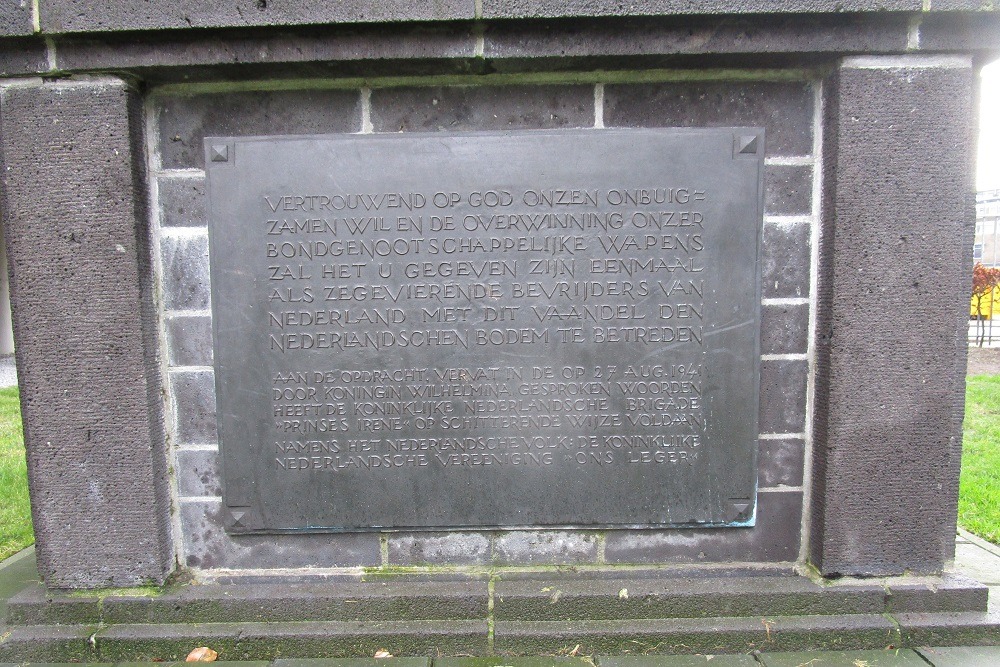 VERTROUWEND OP GOD ONZEN ONBUIG=
ZAMEN WIL EN DE OVERWINNING ONZER
BONDGENOOTSCHAPPELIJKE WAPENS
ZAL HET U GEGEVEN ZIJN EENMAAL
ALS ZEGEVIERENDE BEVRIJDERS VAN
NEDERLAND MET DIT VAANDEL DEN
NEDERLANDSCHEN BODEM TE BETREDEN
AAN DE OPDRACHT, VERVAT IN DE OP 27 AUG. 1941
DOOR KONINGIN WILHELMINA GESPROKEN WOORDEN
HEEFT DE KONINKLIJKE NEDERLANDSCHE BRIGADE
"PRINSES IRENE" OP SCHITTERENDE WIJZE VOLDAAN
NAMENS HET NEDERLANDSCHE VOLK: DE KONINKLIJKE
NEDERLANDSCHE VEREENIGING "ONS LEGER"